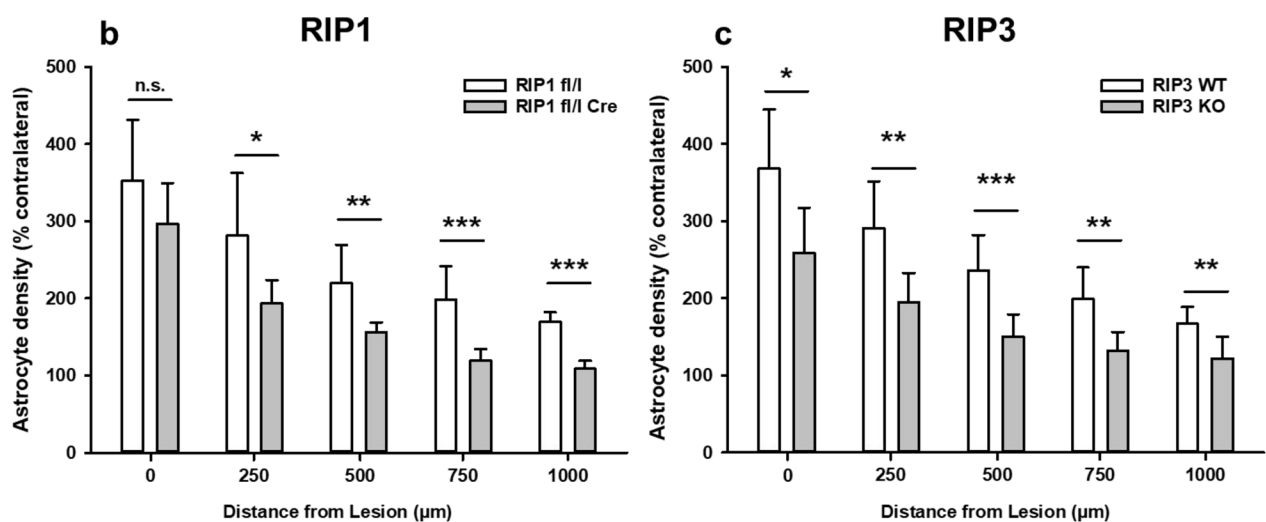 b RIP1
Astrocyte density (% contralateral)
500
400
300
200
100
0
n.s.
*
**
***
***
RIP1 fl/l
RIP1 fl/l Cre
0 250 500 750 1000
Distance from Lesion (µm)
c RIP3
Astrocyte density (% contralateral)
500
400
300
200
100
0
*
**
***
**
**
RIP3 WT
RIP3 KO
0 250 500 750 1000
Distance from Lesion (µm)